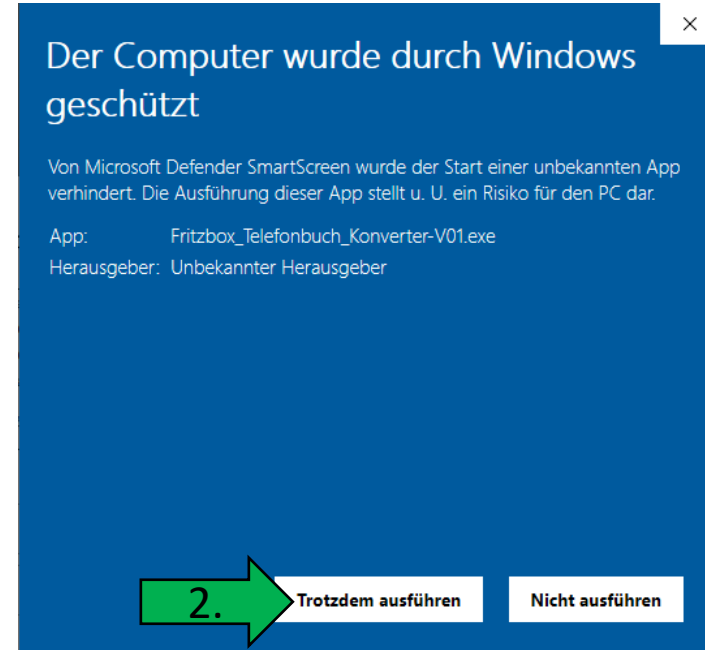 Der Computer wurde durch Windows
geschützt
Von Microsoft Defender SmartScreen wurde der Start einer unbekannten App
verhindert. Die Ausführung dieser App stellt u. U. ein Risiko für den PC dar.
App: Fritzbox_Telefonbuch_Konverter-V01.exe
Herausgeber: Unbekannter Herausgeber
2. Trotzdem ausführen Nicht ausführen